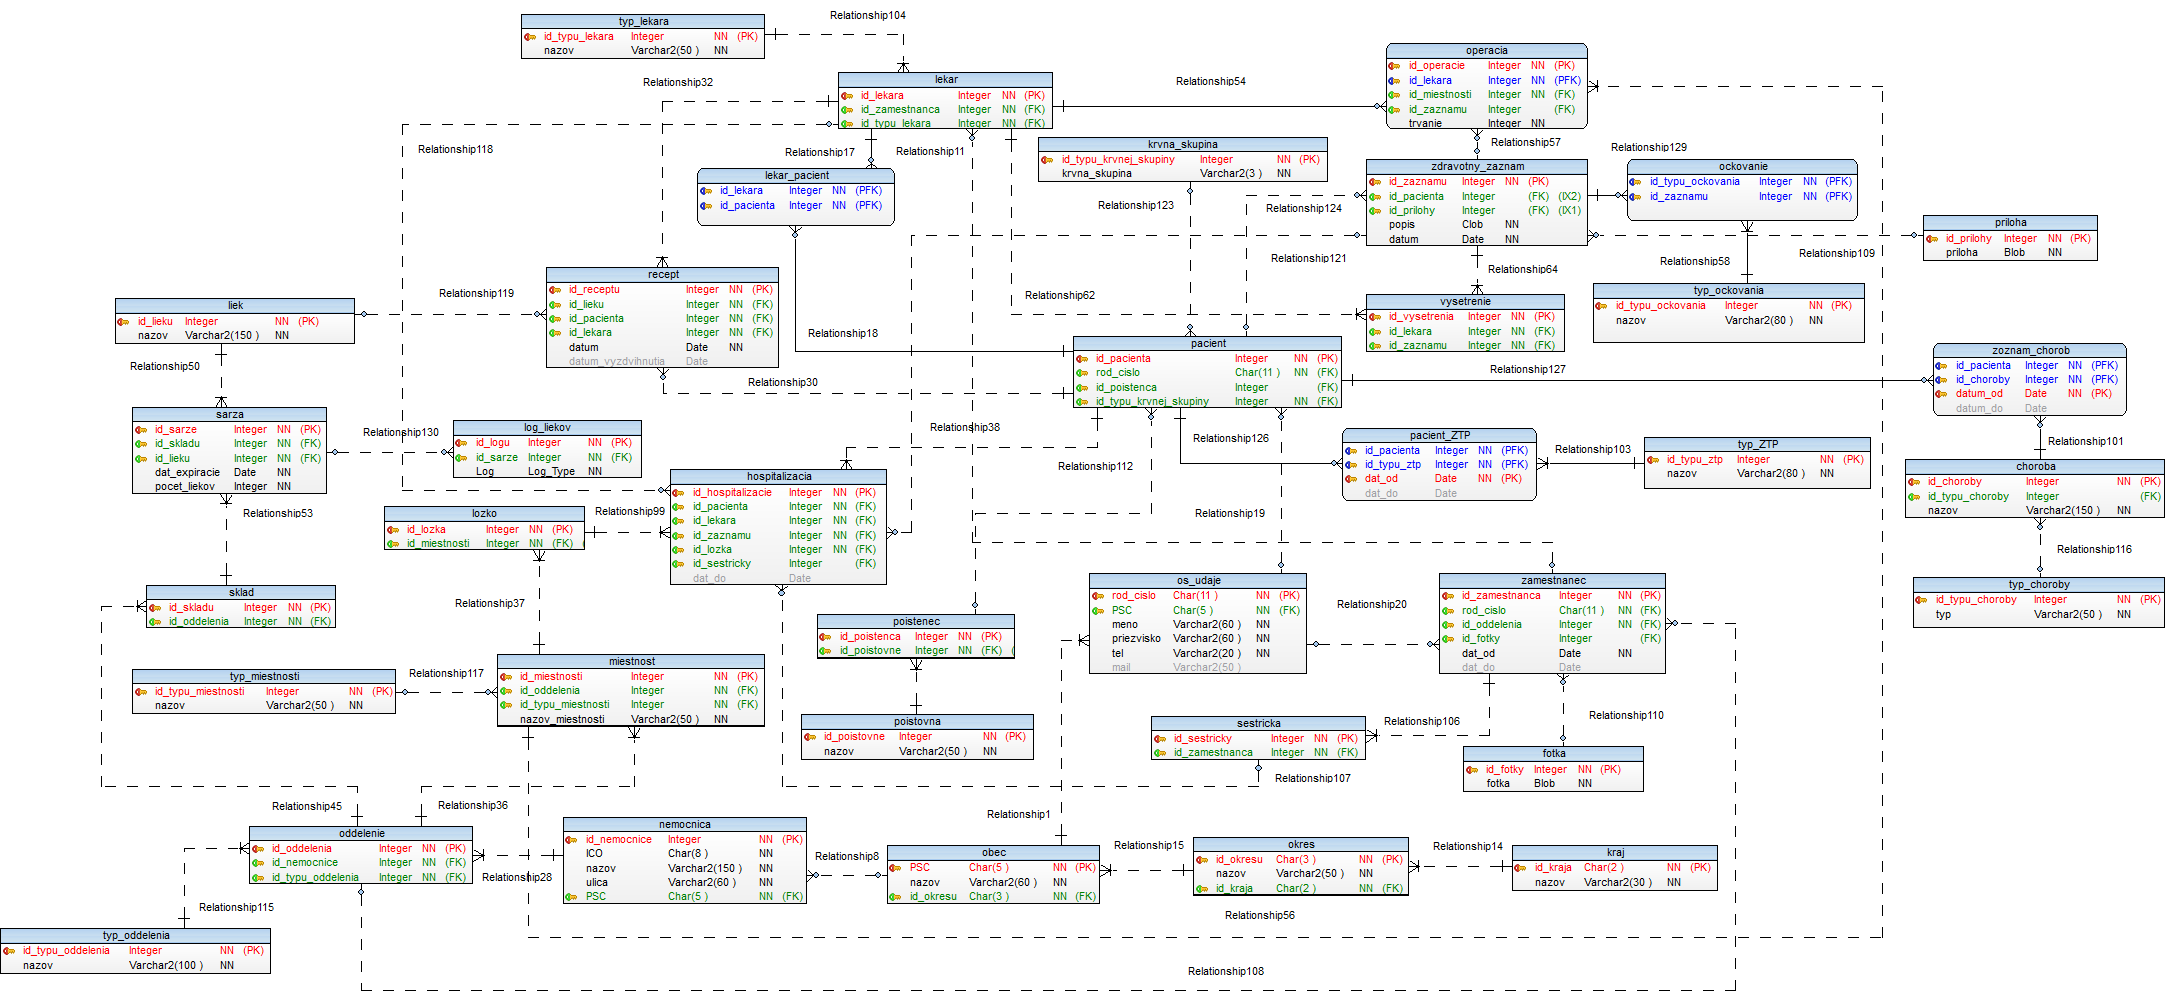 typ_lekara
id_typu_lekara Integer NN (PK)
nazov Varchar2(50 ) NN
Relationship104
lekar
id_lekara Integer NN (PK)
id_zamestnanca Integer NN (FK)
id_typu_lekara Integer NN (FK)
Relationship32
Relationship54
operacia
id_operacie Integer NN (PK)
id_lekara Integer NN (PFK)
id_miestnosti Integer NN (FK)
id_zaznamu Integer (FK)
trvanie Integer NN
Relationship118
Relationship17
Relationship11
Relationship57
Relationship129
krvna_skupina
id_typu_krvnej_skupiny Integer NN (PK)
krvna_skupina Varchar2(3 ) NN
lekar_pacient
id_lekara Integer NN (PFK)
id_pacienta Integer NN (PFK)
zdravotny_zaznam
id_zaznamu Integer NN (PK)
id_pacienta Integer (FK) (IX2)
id_prilohy Integer (FK) (IX1)
popis Clob NN
datum Date NN
ockovanie
id_typu_ockovania Integer NN (PFK)
id_zaznamu Integer NN (PFK)
priloha
id_prilohy Integer NN (PK)
priloha Blob NN
Relationship123
Relationship124
Relationship121
Relationship64
Relationship58
Relationship109
recept
id_receptu Integer NN (PK)
id_lieku Integer NN (FK)
id_pacienta Integer NN (FK)
id_lekara Integer NN (FK)
datum Date NN
datum_vyzdvihnutia Date
Relationship119
Relationship62
Relationship18
vysetrenie
id_vysetrenia Integer NN (PK)
id_lekara Integer NN (FK)
id_zaznamu Integer NN (FK)
typ_ockovania
id_typu_ockovania Integer NN (PK)
nazov Varchar2(80 ) NN
liek
id_lieku Integer NN (PK)
nazov Varchar2(150 ) NN
Relationship50
Relationship30
pacient
id_pacienta Integer NN (PK)
rod_cislo Char(11 ) NN (FK)
id_poistenca Integer (FK)
id_typu_krvnej_skupiny Integer NN (FK)
Relationship127
zoznam_chorob
id_pacienta Integer NN (PFK)
id_choroby Integer NN (PFK)
datum_od Date NN (PK)
datum_do Date
sarza
id_sarze Integer NN (PK)
id_skladu Integer NN (FK)
id_lieku Integer NN (FK)
dat_expiracie Date NN
pocet_liekov Integer NN
Relationship130
log_liekov
id_logu Integer NN (PK)
id_sarze Integer NN (FK)
Log Log_Type NN
Relationship38
Relationship126
Relationship112
pacient_ZTP
id_pacienta Integer NN (PFK)
id_typu_ztp Integer NN (PFK)
dat_od Date NN (PK)
dat_do Date
Relationship103
typ_ZTP
id_typu_ztp Integer NN (PK)
nazov Varchar2(80 ) NN
Relationship101
choroba
id_choroby Integer NN (PK)
id_typu_choroby Integer (FK)
nazov Varchar2(150 ) NN
Relationship53
Relationship99
Relationship19
lozko
id_lozka Integer NN (PK)
id_miestnosti Integer NN (FK)
hospitalizacia
id_hospitalizacie Integer NN (PK)
id_pacienta Integer NN (FK)
id_lekara Integer NN (FK)
id_zaznamu Integer NN (FK)
id_lozka Integer NN (FK)
id_sestricky Integer (FK)
dat_do Date
Relationship116
typ_choroby
id_typu_choroby Integer NN (PK)
typ Varchar2(50 ) NN
sklad
id_skladu Integer NN (PK)
id_oddelenia Integer NN (FK)
Relationship37
poistenec
id_poistenca Integer NN (PK)
id_poistovne Integer NN (FK)
os_udaje
rod_cislo Char(11 ) NN (PK)
PSC Char(5 ) NN (FK)
meno Varchar2(60 ) NN
priezvisko Varchar2(60 ) NN
tel Varchar2(20 ) NN
mail Varchar2(50 )
Relationship20
zamestnanec
id_zamestnanca Integer NN (PK)
rod_cislo Char(11 ) NN (FK)
id_oddelenia Integer NN (FK)
id_fotky Integer (FK)
dat_od Date NN
dat_do Date
typ_miestnosti
id_typu_miestnosti Integer NN (PK)
nazov Varchar2(50 ) NN
Relationship117
miestnost
id_miestnosti Integer NN (PK)
id_oddelenia Integer NN (FK)
id_typu_miestnosti Integer NN (FK)
nazov_miestnosti Varchar2(50 ) NN
poistovna
id_poistovne Integer NN (PK)
nazov Varchar2(50 ) NN
sestricka
id_sestricky Integer NN (PK)
id_zamestnanca Integer NN (FK)
Relationship106
Relationship110
fotka
id_fotky Integer NN (PK)
fotka Blob NN
Relationship107
Relationship45
Relationship36
Relationship1
oddelenie
id_oddelenia Integer NN (PK)
id_nemocnice Integer NN (FK)
id_typu_oddelenia Integer NN (FK)
Relationship28
nemocnica
id_nemocnice Integer NN (PK)
ICO Char(8 ) NN
nazov Varchar2(150 ) NN
ulica Varchar2(60 ) NN
PSC Char(5 ) NN (FK)
Relationship8
obec
PSC Char(5 ) NN (PK)
nazov Varchar2(60 ) NN
id_okresu Char(3 ) NN (FK)
Relationship15
okres
id_okresu Char(3 ) NN (PK)
nazov Varchar2(50 ) NN
id_kraja Char(2 ) NN (FK)
Relationship14
kraj
id_kraja Char(2 ) NN (PK)
nazov Varchar2(30 ) NN
Relationship115
Relationship56
typ_oddelenia
id_typu_oddelenia Integer NN (PK)
nazov Varchar2(100 ) NN
Relationship108